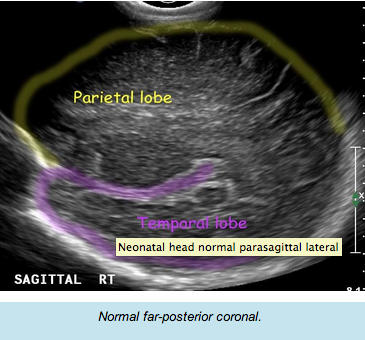 Parietal lobe
x
Temporal lobe
Neonatal head normal parasagittal lateral
SAGITTAL RT
Normal far-posterior coronal.